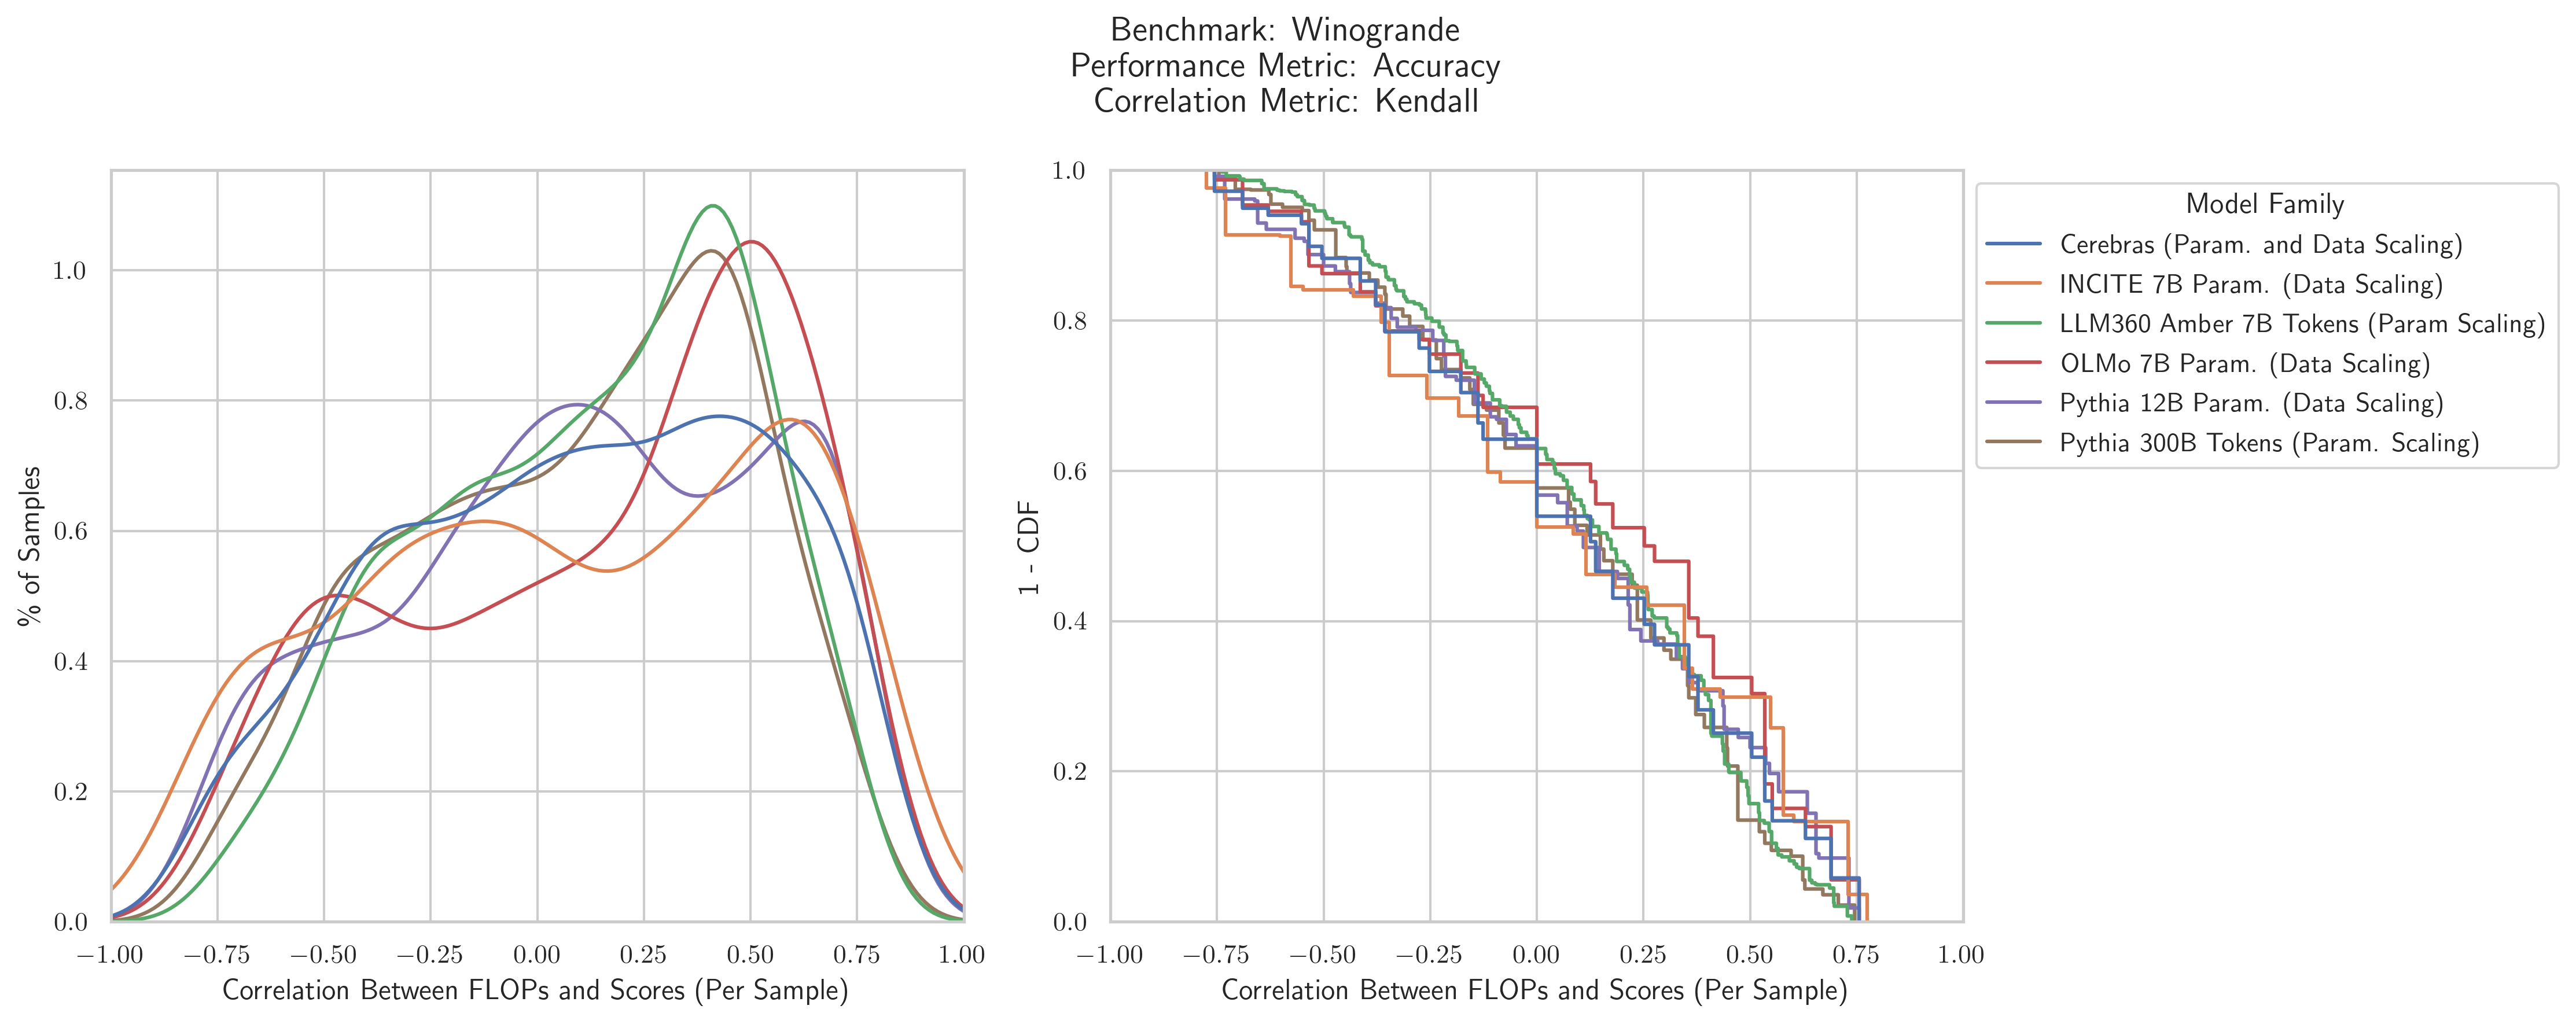 Benchmark: Winogrande
Performance Metric: Accuracy
Correlation Metric: Kendall
% of Samples
1.0
0.8
0.6
0.4
0.2
0.0
−1.00 −0.75 −0.50 −0.25 0.00 0.25 0.50 0.75 1.00
Correlation Between FLOPs and Scores (Per Sample)
1 - CDF
1.0
0.8
0.6
0.4
0.2
0.0
−1.00 −0.75 −0.50 −0.25 0.00 0.25 0.50 0.75 1.00
Correlation Between FLOPs and Scores (Per Sample)
Model Family
Cerebras (Param. and Data Scaling)
INCITE 7B Param. (Data Scaling)
LLM360 Amber 7B Tokens (Param Scaling)
OLMo 7B Param. (Data Scaling)
Pythia 12B Param. (Data Scaling)
Pythia 300B Tokens (Param. Scaling)